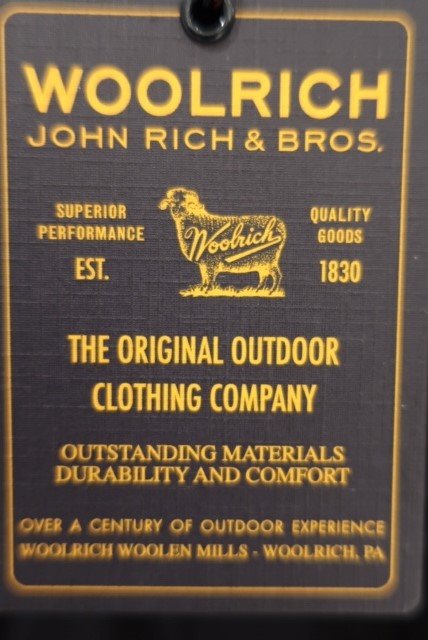 WOOLRICH
JOHN RICH & BROS.
SUPERIOR
PERFORMANCE
EST.
Woolrich
QUALITY
GOODS
1830
THE ORIGINAL OUTDOOR
CLOTHING COMPANY
OUTSTANDING MATERIALS
DURABILITY AND COMFORT
OVER A CENTURY OF OUTDOOR EXPERIENCE
WOOLRICH WOOLEN MILLS - WOOLRICH, PA